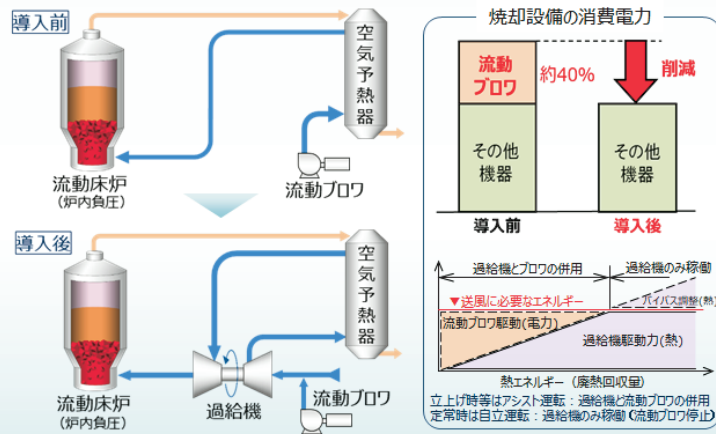 導入前
空気予熱器
流動床炉
(炉内負圧)
流動ブロワ
導入後
空気予熱器
流動床炉
(炉内負圧)
過給機
流動ブロワ
焼却設備の消費電力
流動
ブロワ
約40%
削減
その他
機器
その他
機器
導入前
導入後
過給機とブロワの併用
過給機のみ稼働
▼送風に必要なエネルギー
バイパス調整(熱)
流動ブロワ駆動(電力)
過給機駆動力(熱)
熱エネルギー（廃熱回収量）
立上げ時等はアシスト運転：過給機と流動ブロワの併用
定常時は自立運転：過給機のみ稼働(流動ブロワ停止)